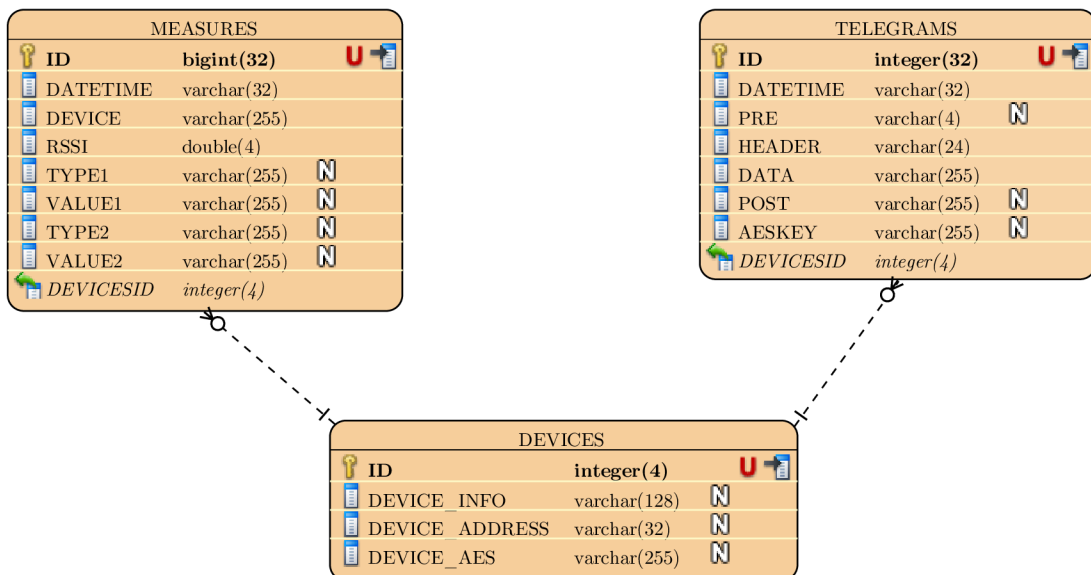 MEASURES
ID bigint(32) U
DATETIME varchar(32)
DEVICE varchar(255)
RSSI double(4)
TYPE1 varchar(255) N
VALUE1 varchar(255) N
TYPE2 varchar(255) N
VALUE2 varchar(255) N
DEVICESID integer(4)
TELEGRAMS
ID integer(32) U
DATETIME varchar(32)
PRE varchar(4) N
HEADER varchar(24)
DATA varchar(255)
POST varchar(255) N
AESKEY varchar(255) N
DEVICESID integer(4)
DEVICES
ID integer(4) U
DEVICE_INFO varchar(128) N
DEVICE_ADDRESS varchar(32) N
DEVICE_AES varchar(255) N